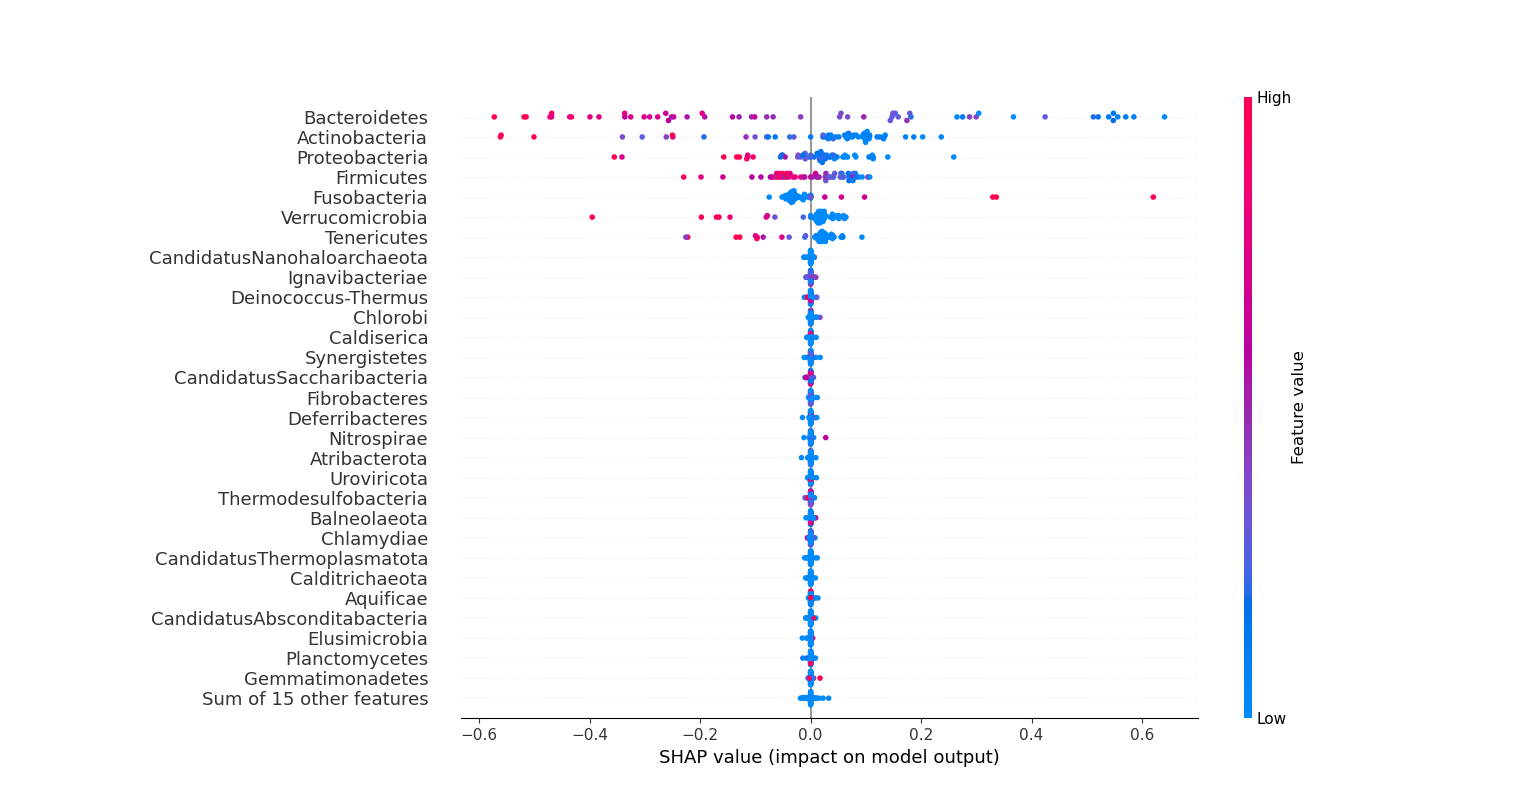 High
Bacteroidetes
Actinobacteria
Proteobacteria
Firmicutes
Fusobacteria
Verrucomicrobia
Tenericutes
CandidatusNanohaloarchaeota
Ignavibacteriae
Deinococcus-Thermus
Chlorobi
Caldiserica
Synergistetes
CandidatusSaccharibacteria
Fibrobacteres
Deferribacteres
Nitrospirae
Atribacterota
Uroviricota
Thermodesulfobacteria
Balneolaeota
Chlamydiae
CandidatusThermoplasmatota
Calditrichaeota
Aquificae
CandidatusAbsconditabacteria
Elusimicrobia
Planctomycetes
Gemmatimonadetes
Sum of 15 other features
Feature value
Low
−0.6 −0.4 −0.2 0.0 0.2 0.4 0.6
SHAP value (impact on model output)